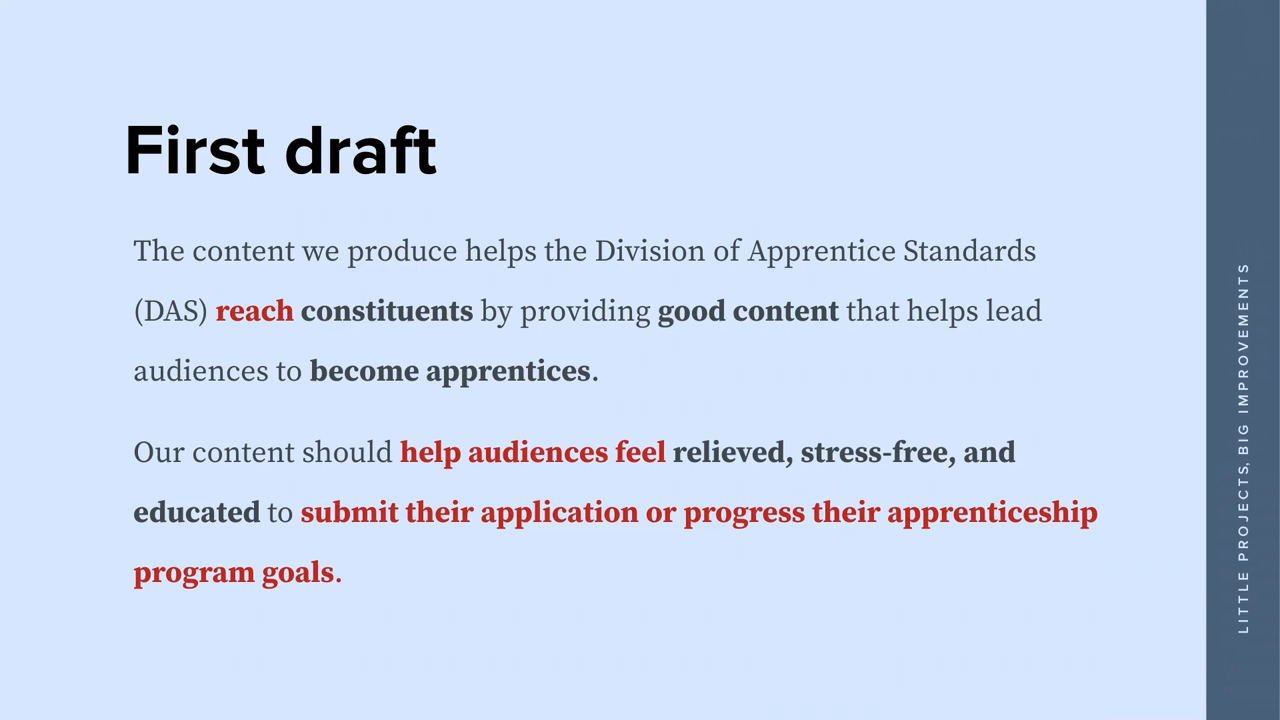 First draft
The content we produce helps the Division of Apprentice Standards
(DAS) reach constituents by providing good content that helps lead
audiences to become apprentices.
Our content should help audiences feel relieved, stress-free, and
educated to submit their application or progress their apprenticeship
program goals.
LITTLE PROJECTS, BIG IMPROVEMENTS